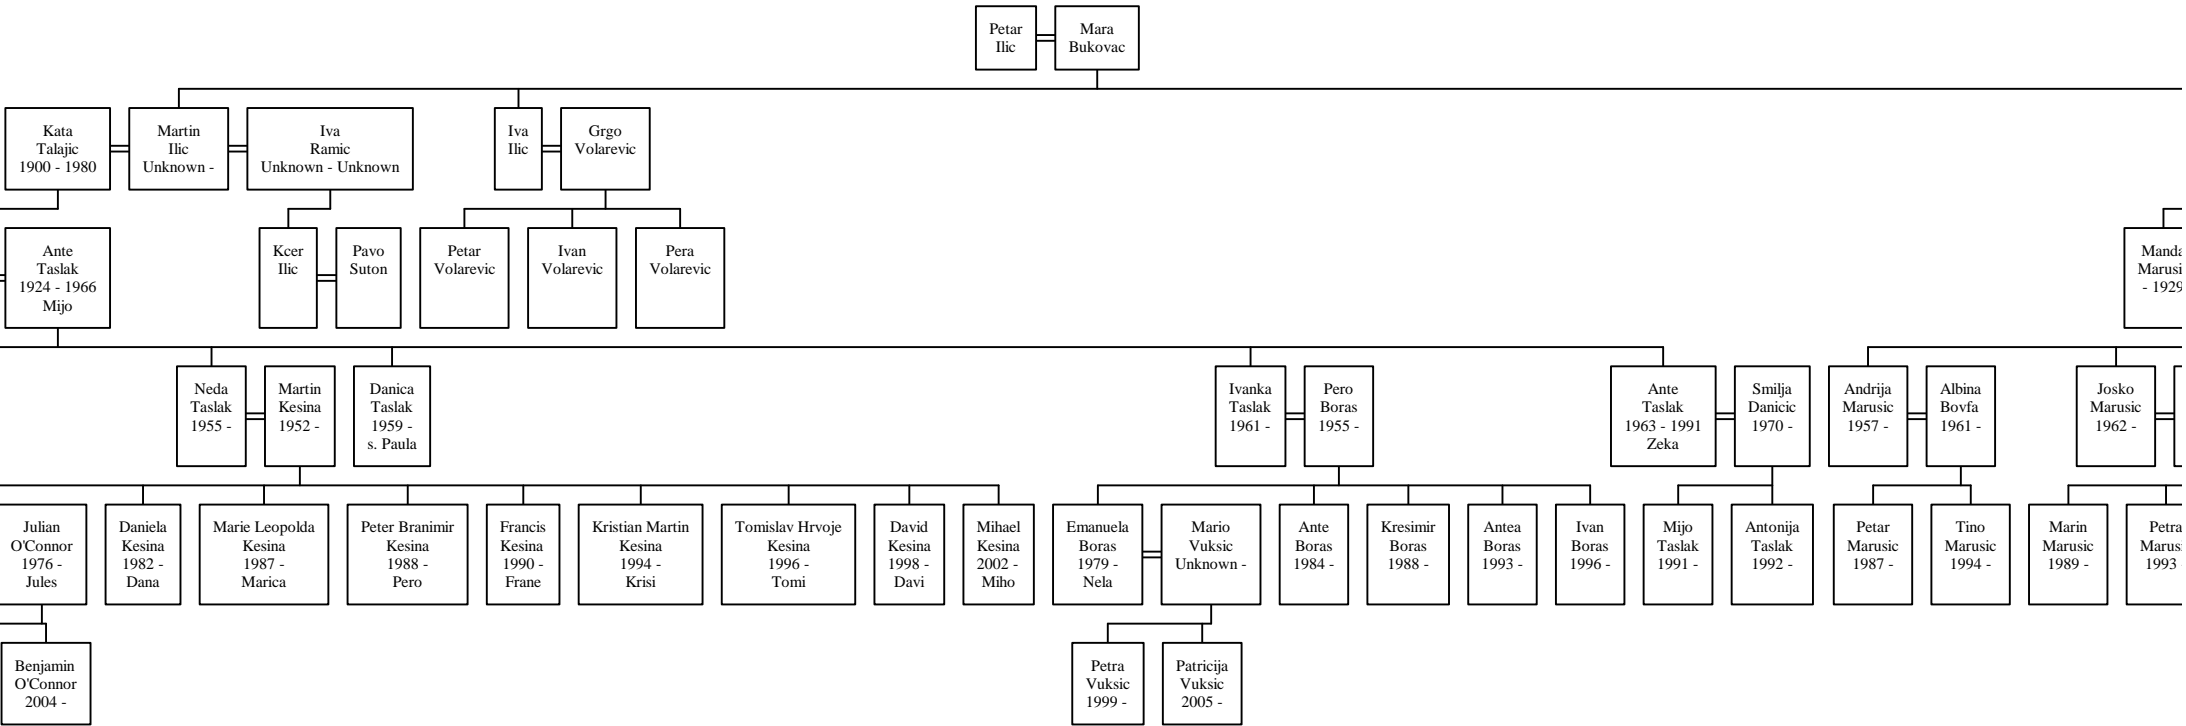 Petar
Ilic
Mara
Bukovac
Kata
Talajic
1900 - 1980
Martin
Ilic
Unknown -
Iva
Ramic
Unknown - Unknown
Iva
Ilic
Grgo
Volarevic
Ante
Taslak
1924 - 1966
Mijo
Kcer
Ilic
Pavo
Suton
Petar
Volarevic
Ivan
Volarevic
Pera
Volarevic
Manda
Marusi
- 1929
Neda
Taslak
1955 -
Martin
Kesina
1952 -
Danica
Taslak
1959 -
s. Paula
Ivanka
Taslak
1961 -
Pero
Boras
1955 -
Ante
Taslak
1963 - 1991
Zeka
Smilja
Danicic
1970 -
Andrija
Marusic
1957 -
Albina
Bovfa
1961 -
Josko
Marusic
1962 -
Julian
O'Connor
1976 -
Jules
Daniela
Kesina
1982 -
Dana
Marie Leopolda
Kesina
1987 -
Marica
Peter Branimir
Kesina
1988 -
Pero
Francis
Kesina
1990 -
Frane
Kristian Martin
Kesina
1994 -
Krisi
Tomislav Hrvoje
Kesina
1996 -
Tomi
David
Kesina
1998 -
Davi
Mihael
Kesina
2002 -
Miho
Emanuela
Boras
1979 -
Nela
Mario
Vuksic
Unknown -
Ante
Boras
1984 -
Kresimir
Boras
1988 -
Antea
Boras
1993 -
Ivan
Boras
1996 -
Mijo
Taslak
1991 -
Antonija
Taslak
1992 -
Petar
Marusic
1987 -
Tino
Marusic
1994 -
Marin
Marusic
1989 -
Petra
Marus
1993
Benjamin
O'Connor
2004 -
Petra
Vuksic
1999 -
Patricija
Vuksic
2005 -